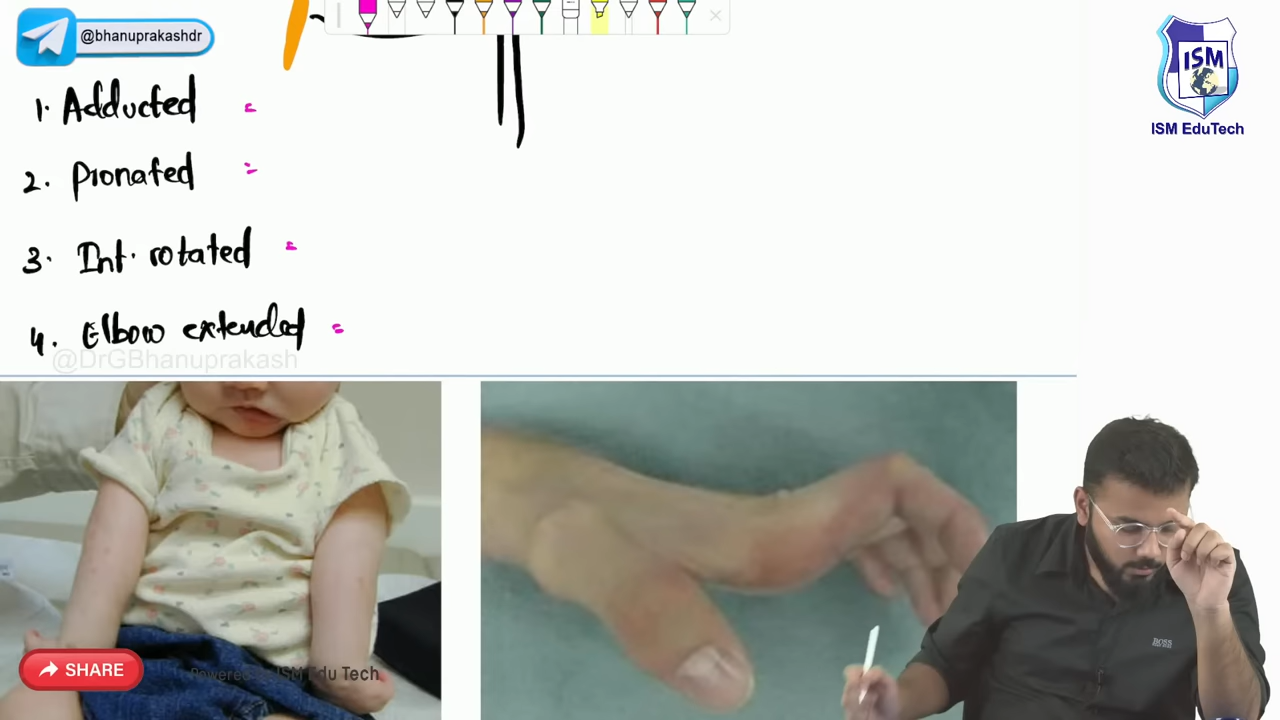 @bhanuprakashdr
ISM
ISM EduTech
1. Adducted =
2. Pronated =
3. Int. rotated =
4. Elbow extended =
@DrGBhanuprakash
SHARE
Powered by ISM Edu Tech
BOSS